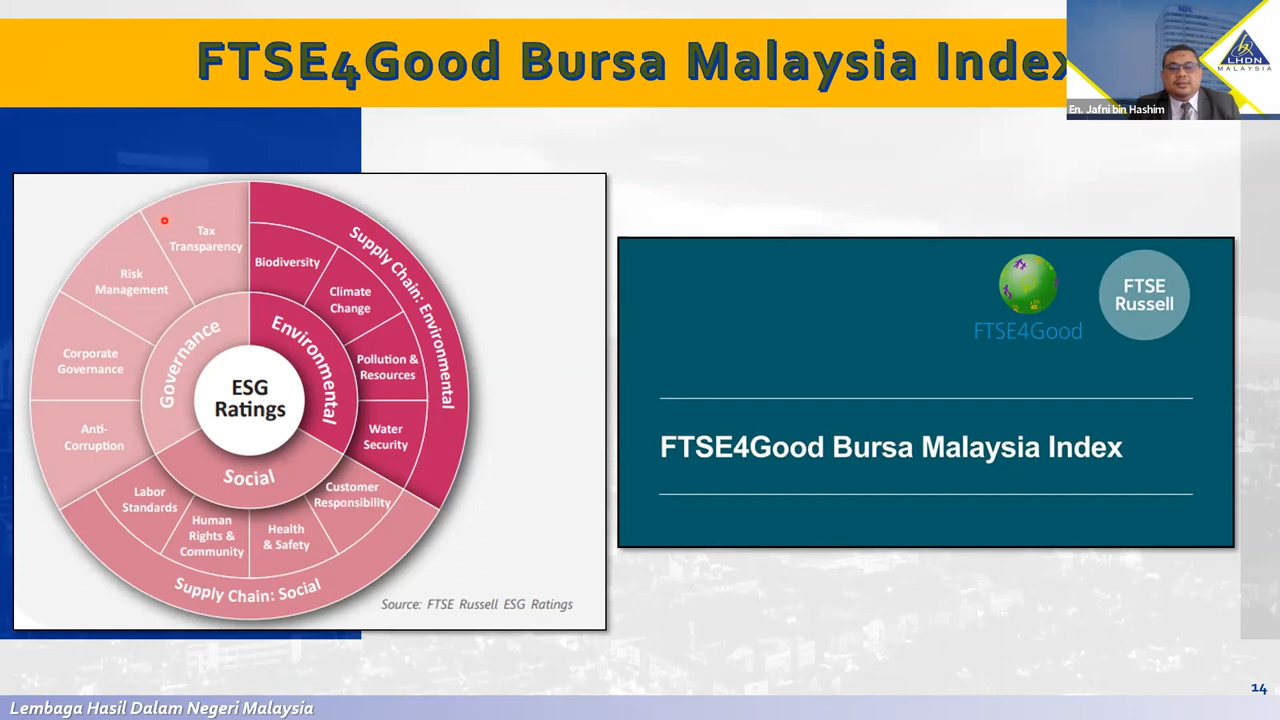 FTSE4Good Bursa Malaysia Index
LHDN
MALAYSIA
En. Jafni bin Hashim
Tax
Transparency
Risk
Management
Corporate
Governance
Anti-
Corruption
Governance
Biodiversity
Climate
Change
Pollution &
Resources
Water
Security
Environmental
Supply Chain: Environmental
ESG
Ratings
Social
Labor
Standards
Human
Rights &
Community
Health
& Safety
Customer
Responsibility
Supply Chain: Social
Source: FTSE Russell ESG Ratings
FTSE4Good
FTSE
Russell
FTSE4Good Bursa Malaysia Index
14
Lembaga Hasil Dalam Negeri Malaysia